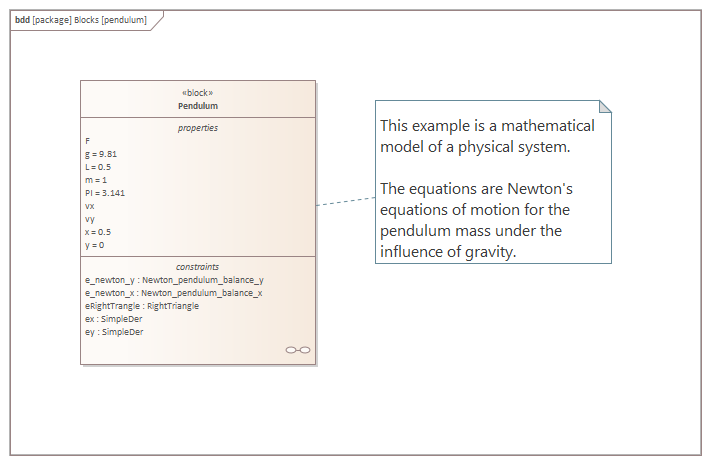 bdd [package] Blocks [pendulum]
«block»
Pendulum
properties
F
g = 9.81
L = 0.5
m = 1
PI = 3.141
vx
vy
x = 0.5
y = 0
constraints
e_newton_y : Newton_pendulum_balance_y
e_newton_x : Newton_pendulum_balance_x
eRightTrangle : RightTriangle
ex : SimpleDer
ey : SimpleDer
This example is a mathematical
model of a physical system.
The equations are Newton's
equations of motion for the
pendulum mass under the
influence of gravity.